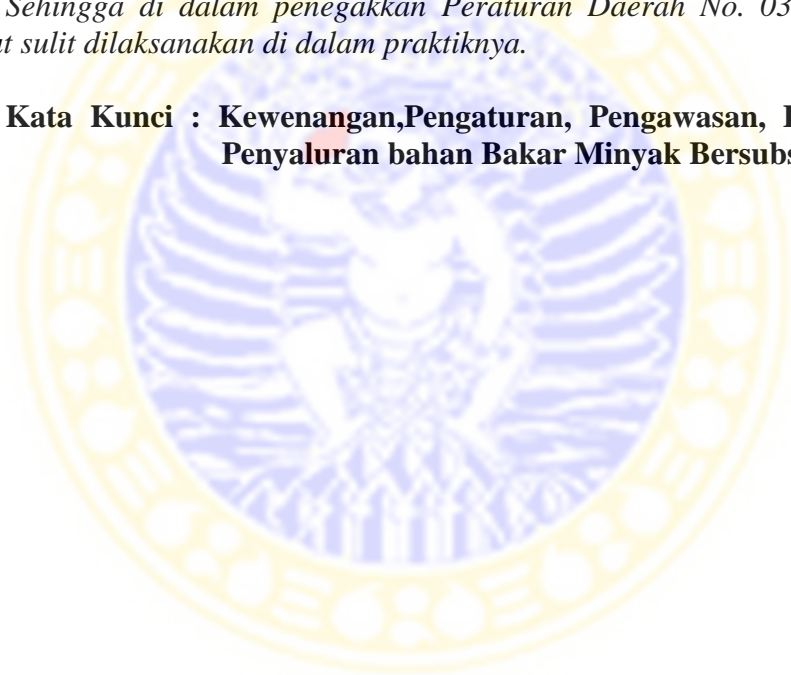 Sehingga di dalam penegakkan Peraturan Daerah No. 03
sulit dilaksanakan di dalam praktiknya.
Kata Kunci : Kewenangan,Pengaturan, Pengawasan,
Penyaluran bahan Bakar Minyak